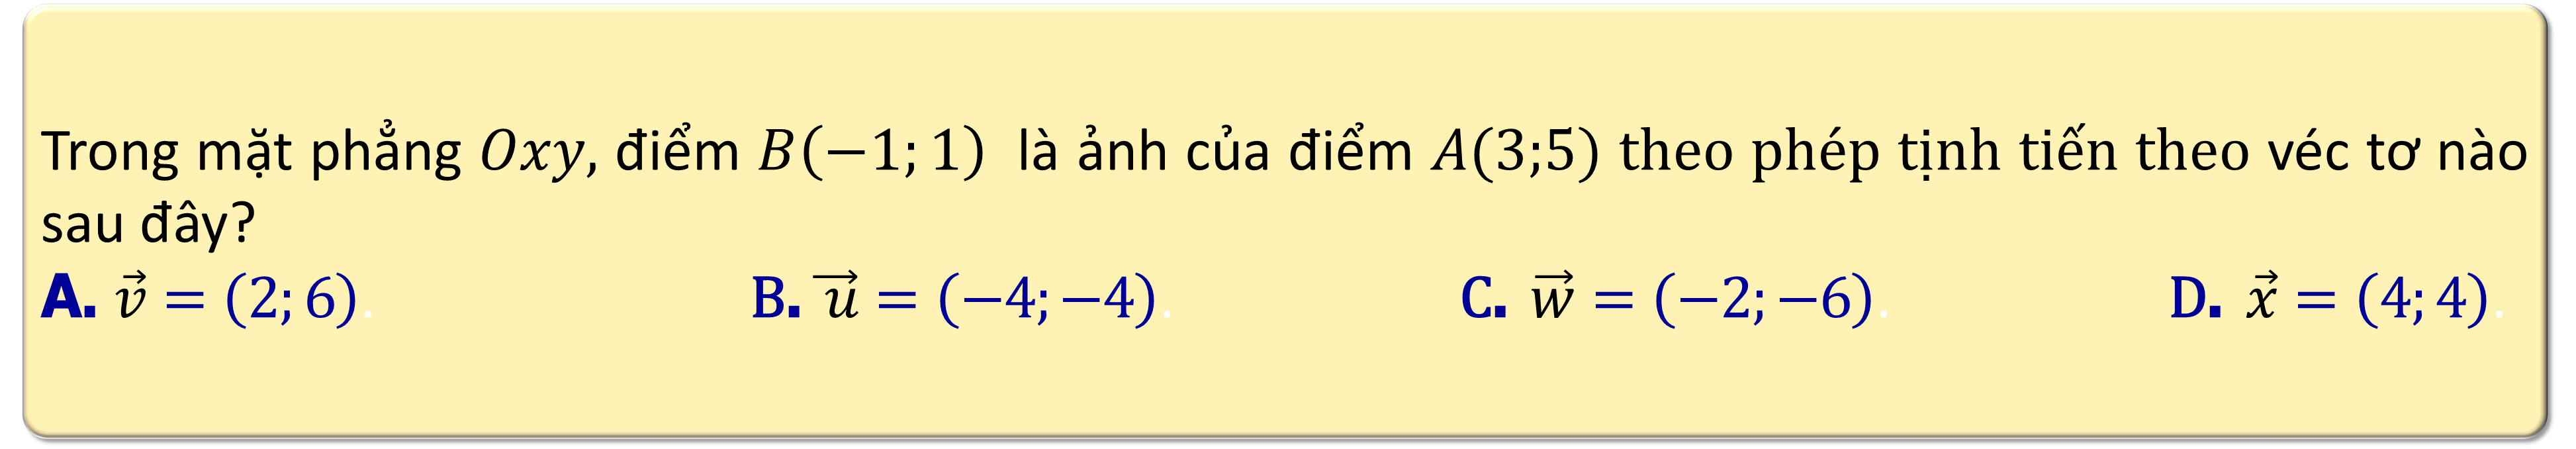 Trong mặt phẳng Oxy, điểm B(−1; 1) là ảnh của điểm A(3;5) theo phép tịnh tiến theo véc tơ nào
sau đây?
A. v⃗ = (2; 6). B. u⃗ = (−4; −4). C. w⃗ = (−2; −6). D. x⃗ = (4; 4).